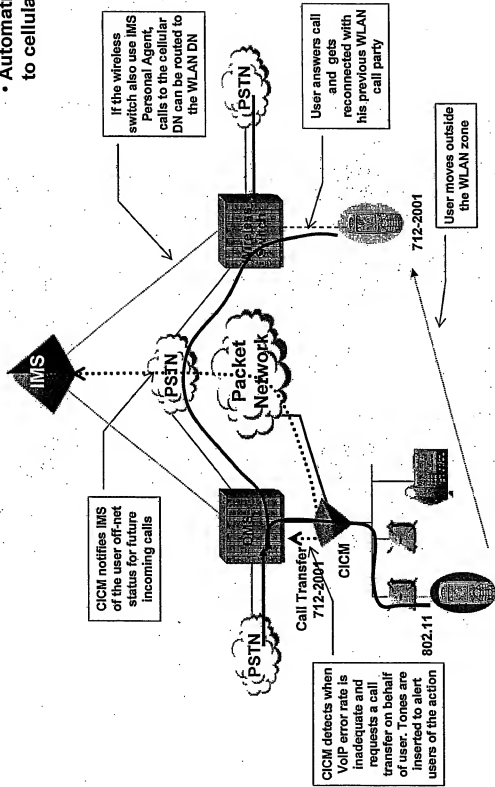 • Automati
to cellula
IMS
If the wireless
switch also use IMS
Personal Agent,
calls to the cellular
DN can be routed to
the WLAN DN
PSTN
User answers call
and gets
reconnected with
his previous WLAN
call party
712-2001
User moves outside
the WLAN zone
PSTN
Packet
Network
CICM notifies IMS
of the user off-net
status for future
incoming calls
PSTN
Call Transfer
712-2001
CICM
802.11
CICM detects when
VoIP error rate is
inadequate and
requests a call
transfer on behalf
of user. Tones are
inserted to alert
users of the action